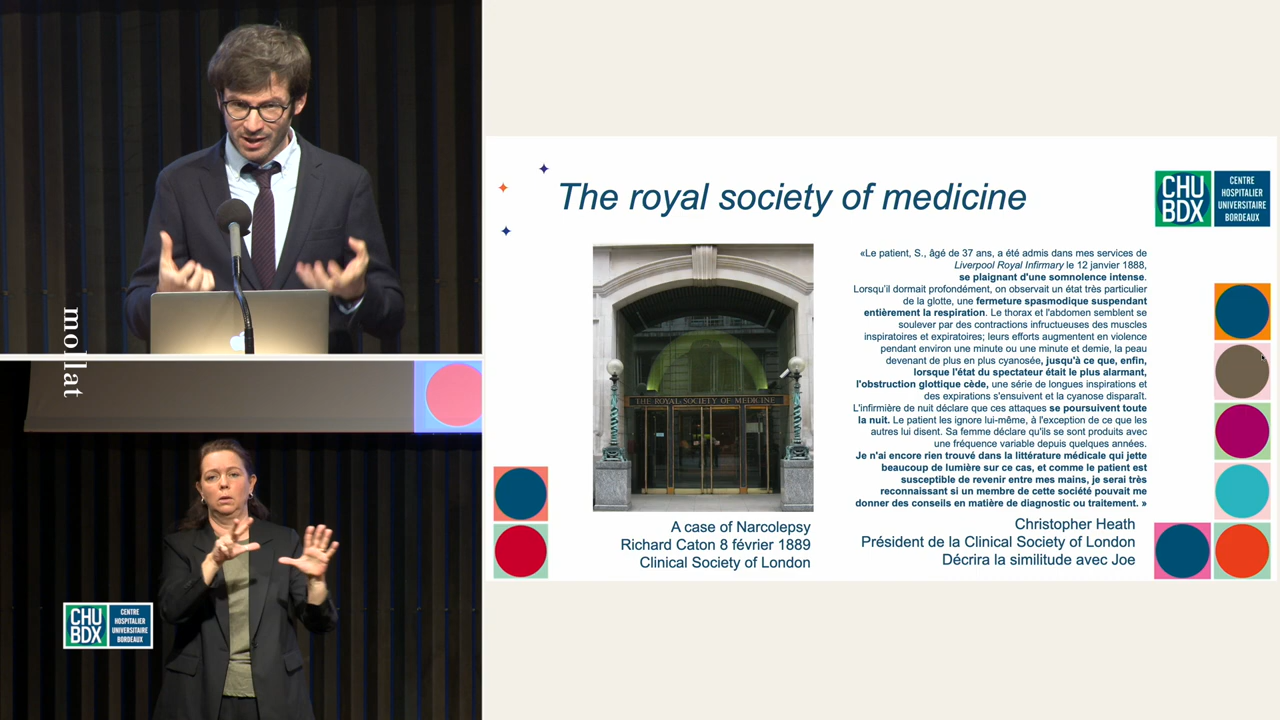 mollat
CHU
BDX
CENTRE
HOSPITALIER
UNIVERSITAIRE
BORDEAUX
The royal society of medicine
CHU
BDX
CENTRE
HOSPITALIER
UNIVERSITAIRE
BORDEAUX
THE ROYAL SOCIETY OF MEDICINE
A case of Narcolepsy
Richard Caton 8 février 1889
Clinical Society of London
«Le patient, S., âgé de 37 ans, a été admis dans mes services de
Liverpool Royal Infirmary le 12 janvier 1888,
se plaignant d'une somnolence intense.
Lorsqu'il dormait profondément, on observait un état très particulier
de la glotte, une fermeture spasmodique suspendant
entièrement la respiration. Le thorax et l'abdomen semblent se
soulever par des contractions infructueuses des muscles
inspiratoires et expiratoires; leurs efforts augmentent en violence
pendant environ une minute ou une minute et demie, la peau
devenant de plus en plus cyanosée, jusqu'à ce que, enfin,
lorsque l'état du spectateur était le plus alarmant,
l'obstruction glottique cède, une série de longues inspirations et
des expirations s'ensuivent et la cyanose disparaît.
L'infirmière de nuit déclare que ces attaques se poursuivent toute
la nuit. Le patient les ignore lui-même, à l'exception de ce que les
autres lui disent. Sa femme déclare qu'ils se sont produits avec
une fréquence variable depuis quelques années.
Je n'ai encore rien trouvé dans la littérature médicale qui jette
beaucoup de lumière sur ce cas, et comme le patient est
susceptible de revenir entre mes mains, je serai très
reconnaissant si un membre de cette société pouvait me
donner des conseils en matière de diagnostic ou traitement. »
Christopher Heath
Président de la Clinical Society of London
Décrira la similitude avec Joe